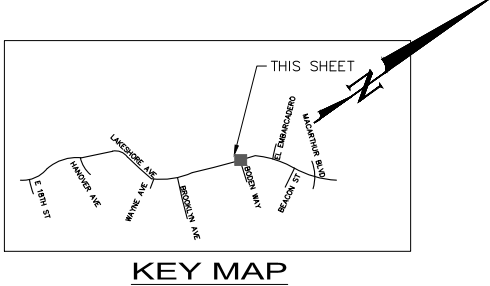 THIS SHEET
N
MACARTHUR BLVD
EL EMBARCADERO
LAKESHORE AVE
E 18TH ST
HANOVER AVE
WAYNE AVE
BROOKLYN AVE
BODEN WAY
BEACON ST
KEY MAP